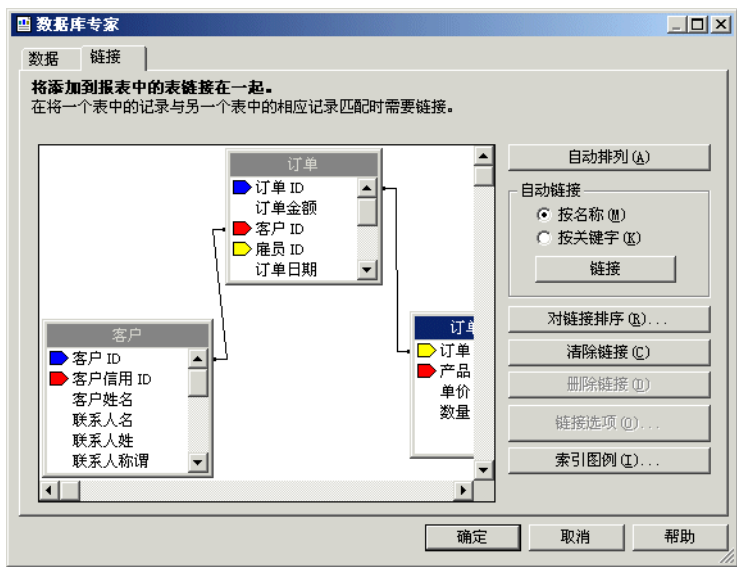 数据库专家
数据
链接
将添加到报表中的表链接在一起。
在将一个表中的记录与另一个表中的相应记录匹配时需要链接。
订单
订单 ID
订单金额
客户 ID
雇员 ID
订单日期
客户
客户 ID
客户信用 ID
客户姓名
联系人名
联系人姓
联系人称谓
订单
订单
产品
单价
数量
自动排列(A)
自动链接
按名称(M)
按关键字(K)
链接
对链接排序(R)...
清除链接(C)
册除链接(D)
链接选项(O)...
索引图例(I)...
确定
取消
帮助